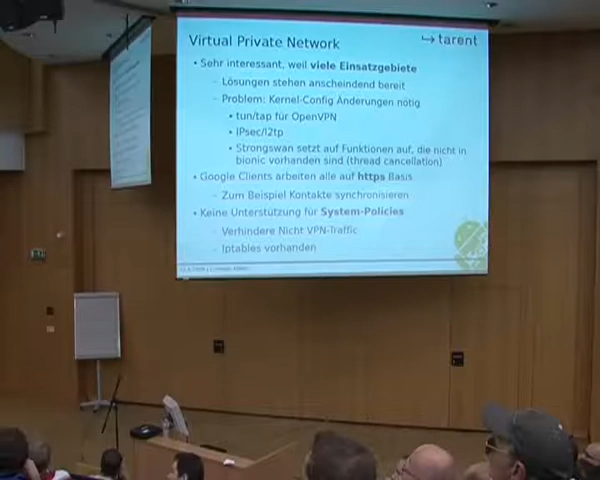 Virtual Private Network
tarent
Sehr interessant, weil viele Einsatzgebiete
Lösungen stehen anscheindend bereit
Problem: Kernel-Config Änderungen nötig
tun/tap für OpenVPN
IPsec/l2tp
Strongswan setzt auf Funktionen auf, die nicht in
bionic vorhanden sind (thread cancellation)
Google Clients arbeiten alle auf https Basis
Zum Beispiel Kontakte synchronisieren
Keine Unterstützung für System-Policies
Verhindere Nicht VPN-Traffic
Iptables vorhanden